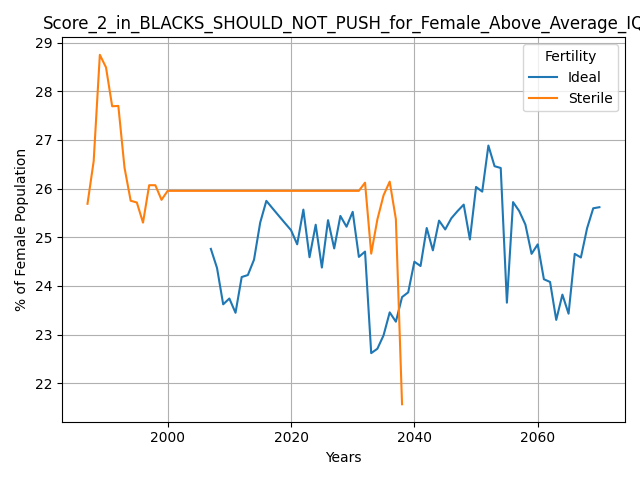 Score_2_in_BLACKS_SHOULD_NOT_PUSH_for_Female_Above_Average_IQ
Fertility
Ideal
Sterile
% of Female Population
29
28
27
26
25
24
23
22
2000
2020
2040
2060
Years